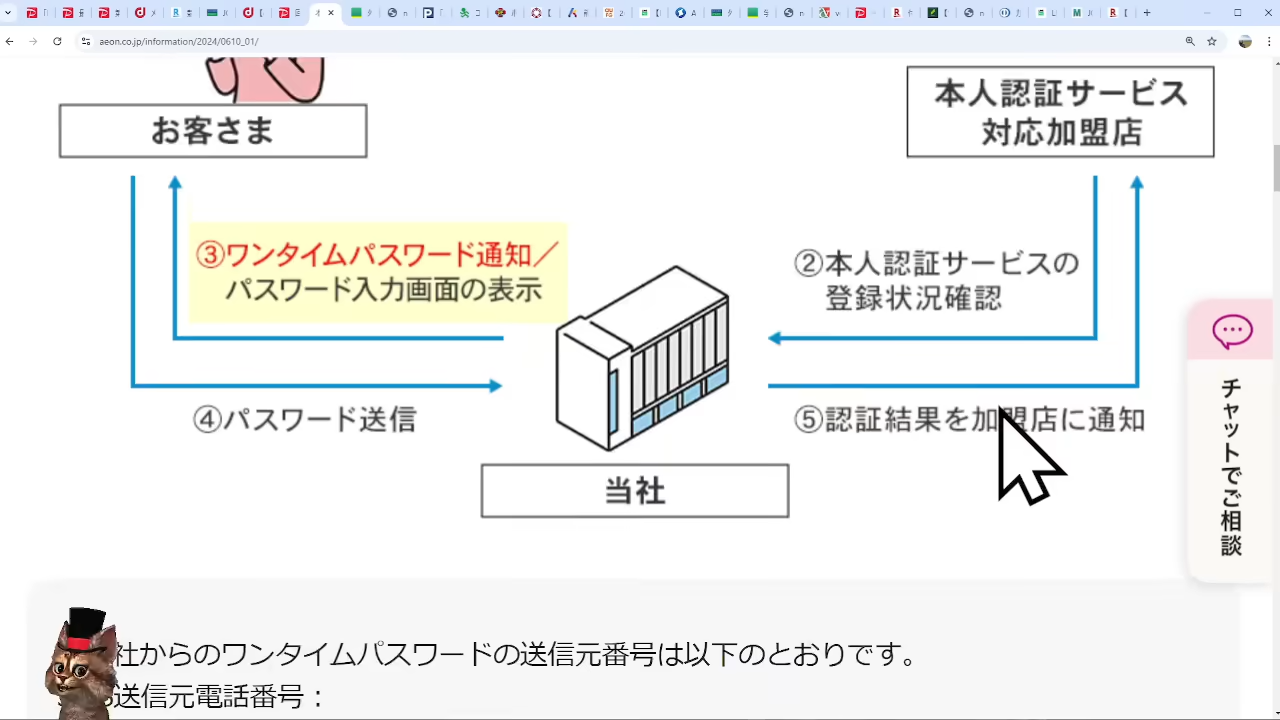 aeon.co.jp/information/2024/0610_01/
お客さま
本人認証サービス
対応加盟店
③ワンタイムパスワード通知／
パスワード入力画面の表示
②本人認証サービスの
登録状況確認
④パスワード送信
⑤認証結果を加盟店に通知
当社
チャットでご相談
社からのワンタイムパスワードの送信元番号は以下のとおりです。
送信元電話番号：